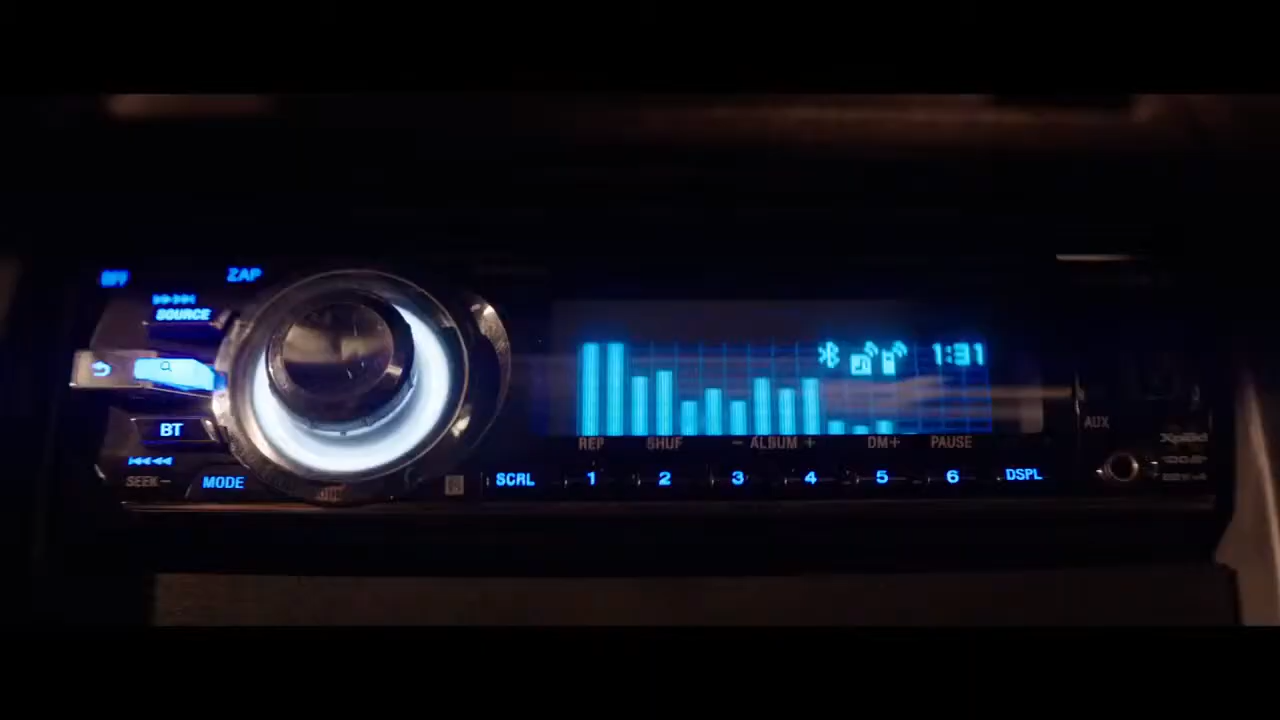 OFF ZAP
SOURCE
BT
SEEK –
MODE
1:31
REP SHUF – ALBUM + DM+ PAUSE
SCRL 1 2 3 4 5 6 DSPL
AUX